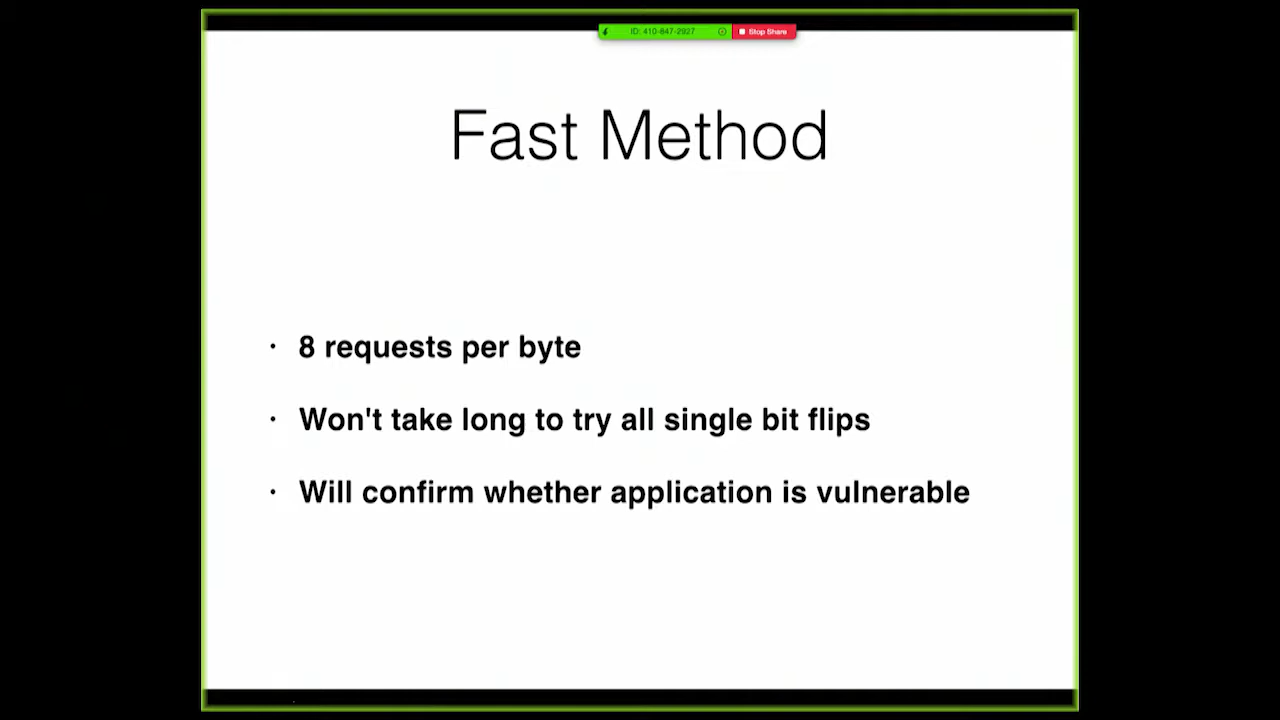 ID: 410-847-2927
Stop Share
Fast Method
• 8 requests per byte
• Won't take long to try all single bit flips
• Will confirm whether application is vulnerable